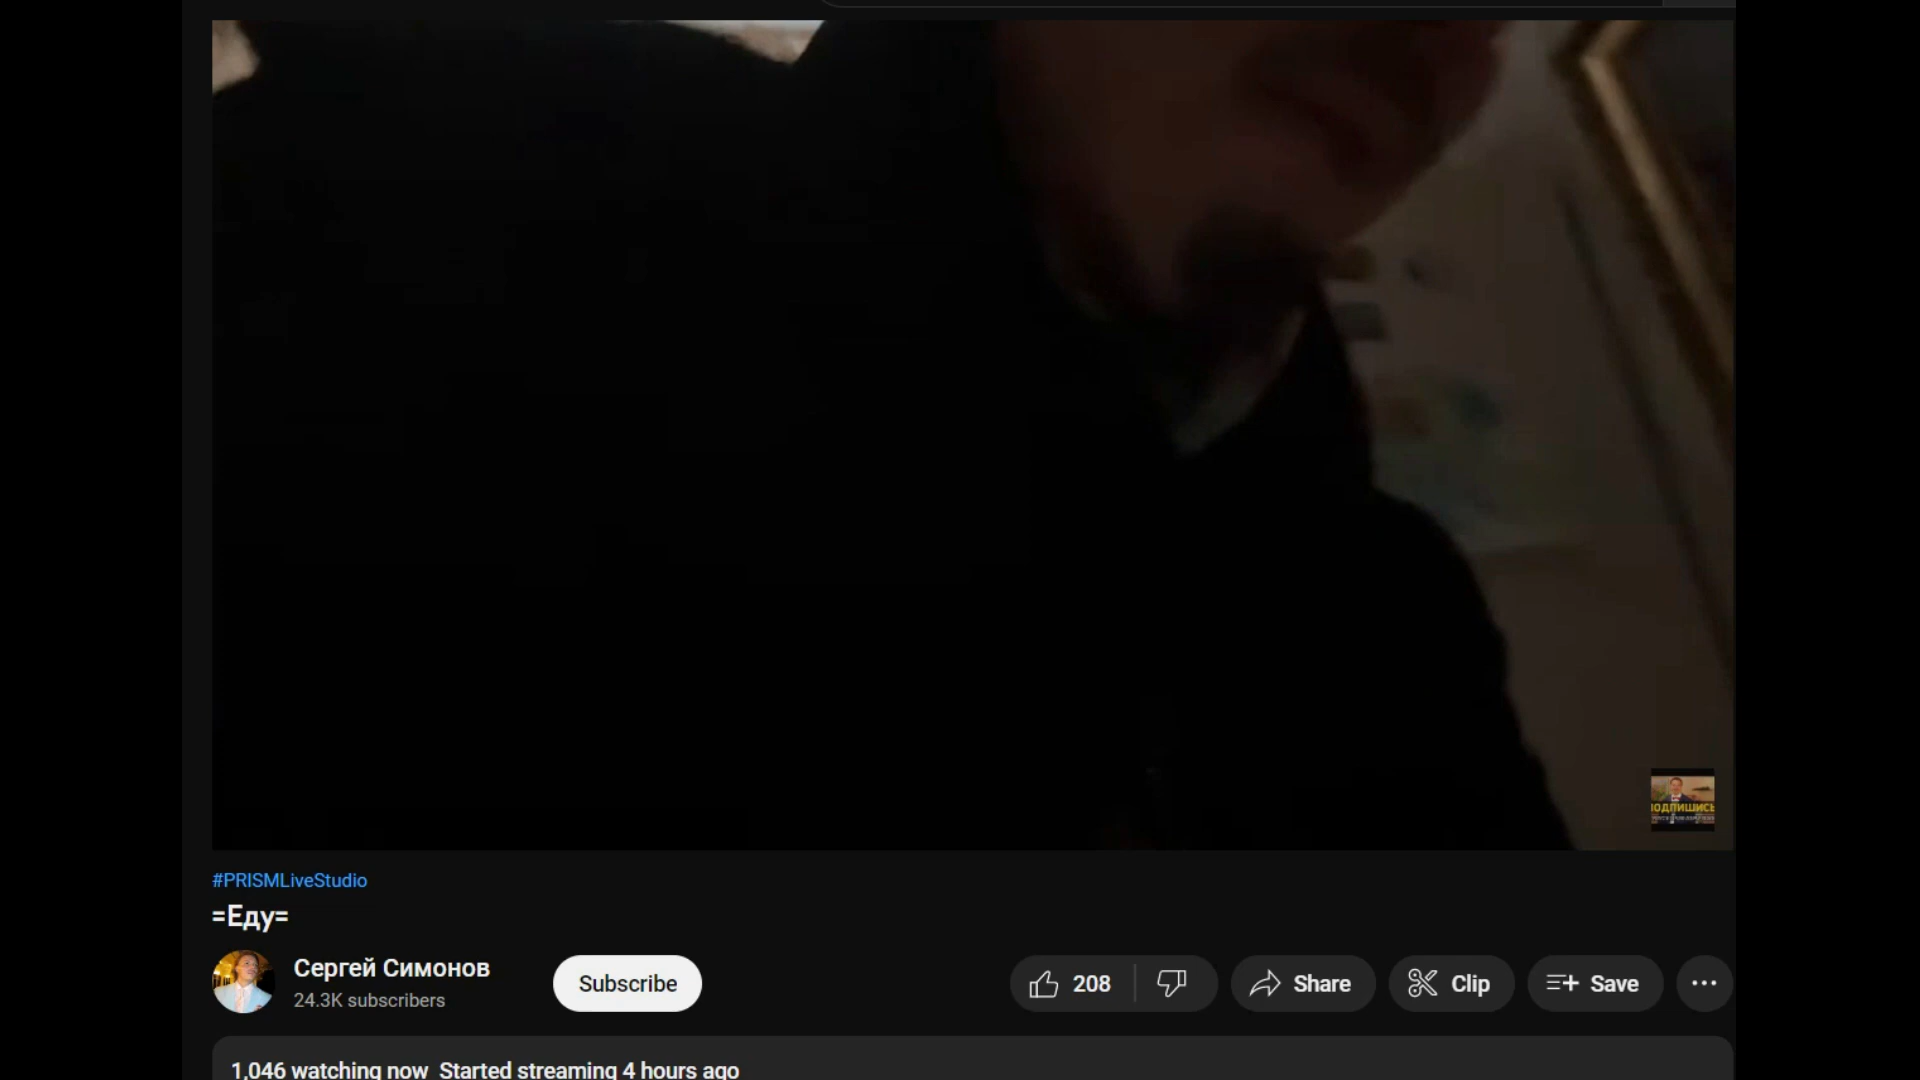 ПОДПИШИСЬ
#PRISMLiveStudio
=Еду=
Сергей Симонов
24.3K subscribers
Subscribe
208
Share
Clip
Save
1,046 watching now Started streaming 4 hours ago